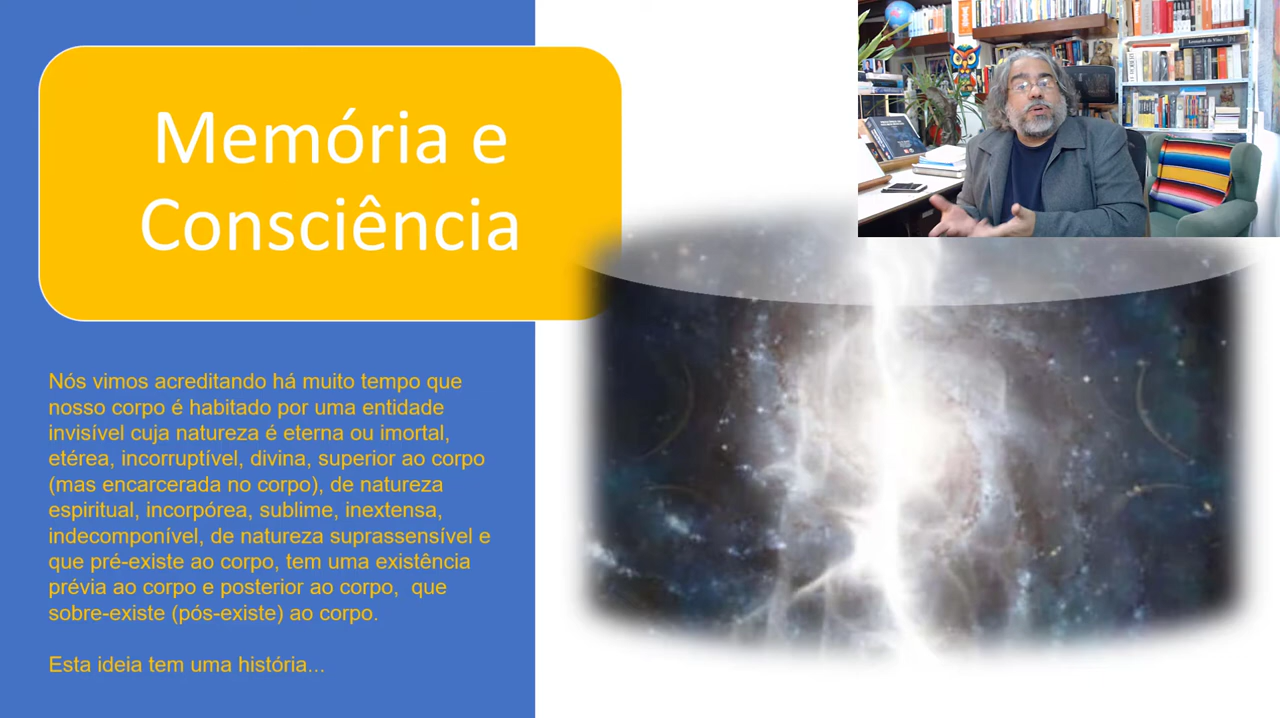 Memória e
Consciência
Nós vimos acreditando há muito tempo que
nosso corpo é habitado por uma entidade
invisível cuja natureza é eterna ou imortal,
etérea, incorruptível, divina, superior ao corpo
(mas encarcerada no corpo), de natureza
espiritual, incorpórea, sublime, inextensa,
indecomponível, de natureza suprassensível e
que pré-existe ao corpo, tem uma existência
prévia ao corpo e posterior ao corpo,  que
sobre-existe (pós-existe) ao corpo.
Esta ideia tem uma história...
Leonardo da Vinci